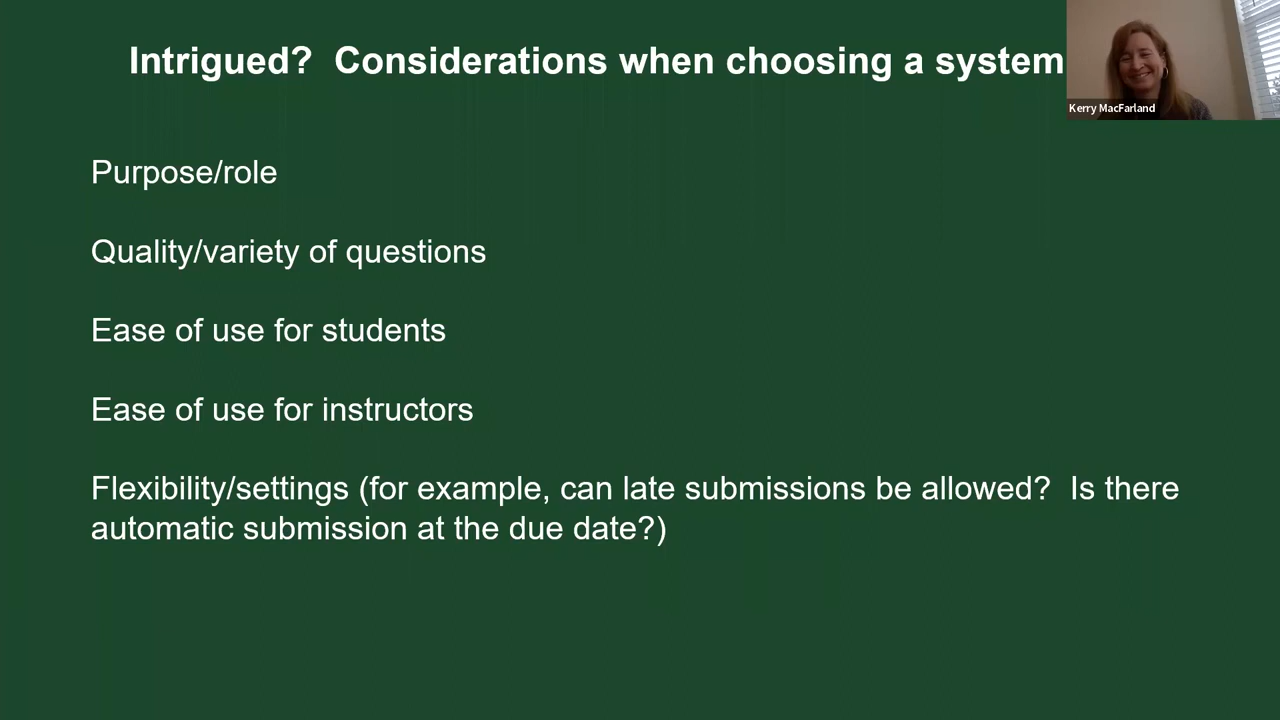 Intrigued?  Considerations when choosing a system
Kerry MacFarland
Purpose/role
Quality/variety of questions
Ease of use for students
Ease of use for instructors
Flexibility/settings (for example, can late submissions be allowed?  Is there
automatic submission at the due date?)